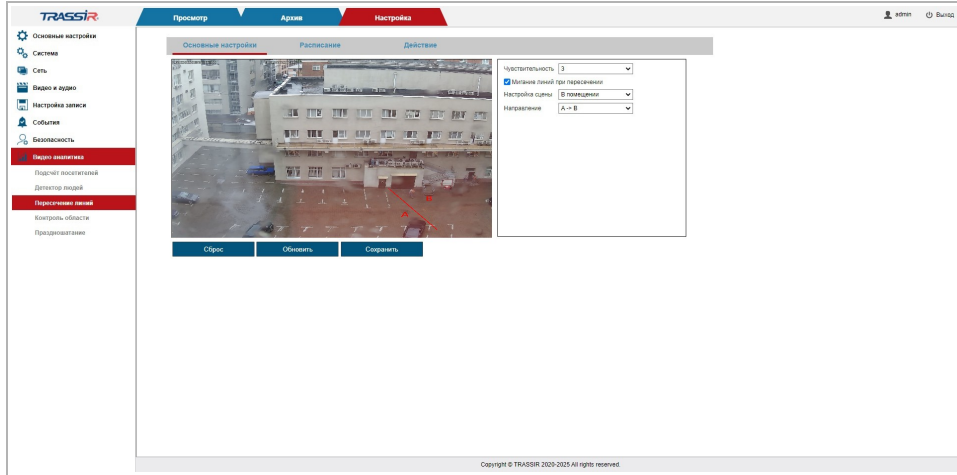 TRASSIR
Просмотр
Архив
Настройка
admin
Выход
Основные настройки
Система
Сеть
Видео и аудио
Настройка записи
События
Безопасность
Видео аналитика
Подсчёт посетителей
Детектор людей
Пересечение линий
Контроль области
Праздношатание
Основные настройки
Расписание
Действие
Чувствительность 3
Мигание линий при пересечении
Настройка сцены В помещении
Направление A -> B
B
A
Сброс
Обновить
Сохранить
Copyright © TRASSIR 2020-2025 All rights reserved.